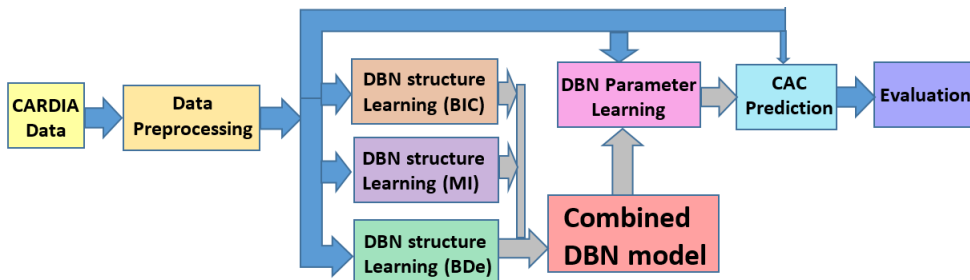 CARDIA
Data
Data
Preprocessing
DBN structure
Learning (BIC)
DBN structure
Learning (MI)
DBN structure
Learning (BDe)
Combined
DBN model
DBN Parameter
Learning
CAC
Prediction
Evaluation